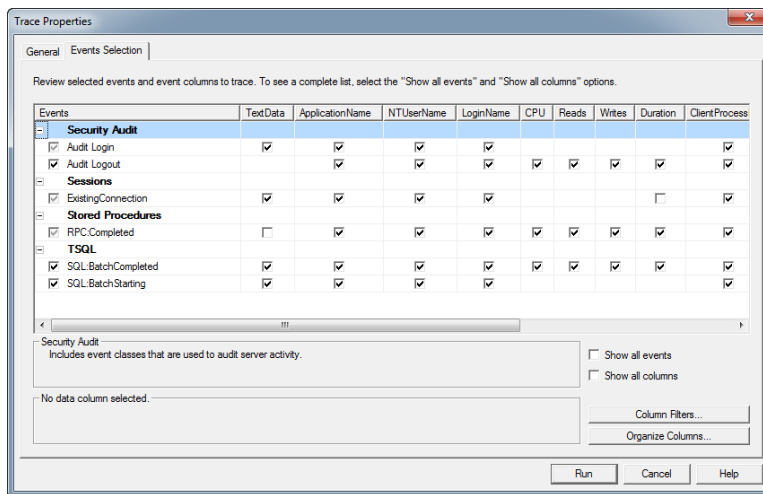 Trace Properties
General Events Selection
Review selected events and event columns to trace. To see a complete list, select the "Show all events" and "Show all columns" options.
Events TextData ApplicationName NTUserName LoginName CPU Reads Writes Duration ClientProcess
Security Audit
Audit Login
Audit Logout
Sessions
ExistingConnection
Stored Procedures
RPC:Completed
TSQL
SQL:BatchCompleted
SQL:BatchStarting
Security Audit
Includes event classes that are used to audit server activity.
Show all events
Show all columns
No data column selected.
Column Filters...
Organize Columns...
Run Cancel Help